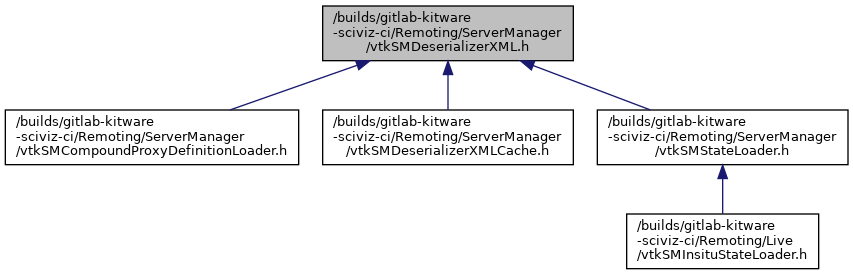 /builds/gitlab-kitware
-sciviz-ci/Remoting/ServerManager
/vtkSMDeserializerXML.h
/builds/gitlab-kitware
-sciviz-ci/Remoting/ServerManager
/vtkSMCompoundProxyDefinitionLoader.h
/builds/gitlab-kitware
-sciviz-ci/Remoting/ServerManager
/vtkSMDeserializerXMLCache.h
/builds/gitlab-kitware
-sciviz-ci/Remoting/ServerManager
/vtkSMStateLoader.h
/builds/gitlab-kitware
-sciviz-ci/Remoting/Live
/vtkSMInsituStateLoader.h